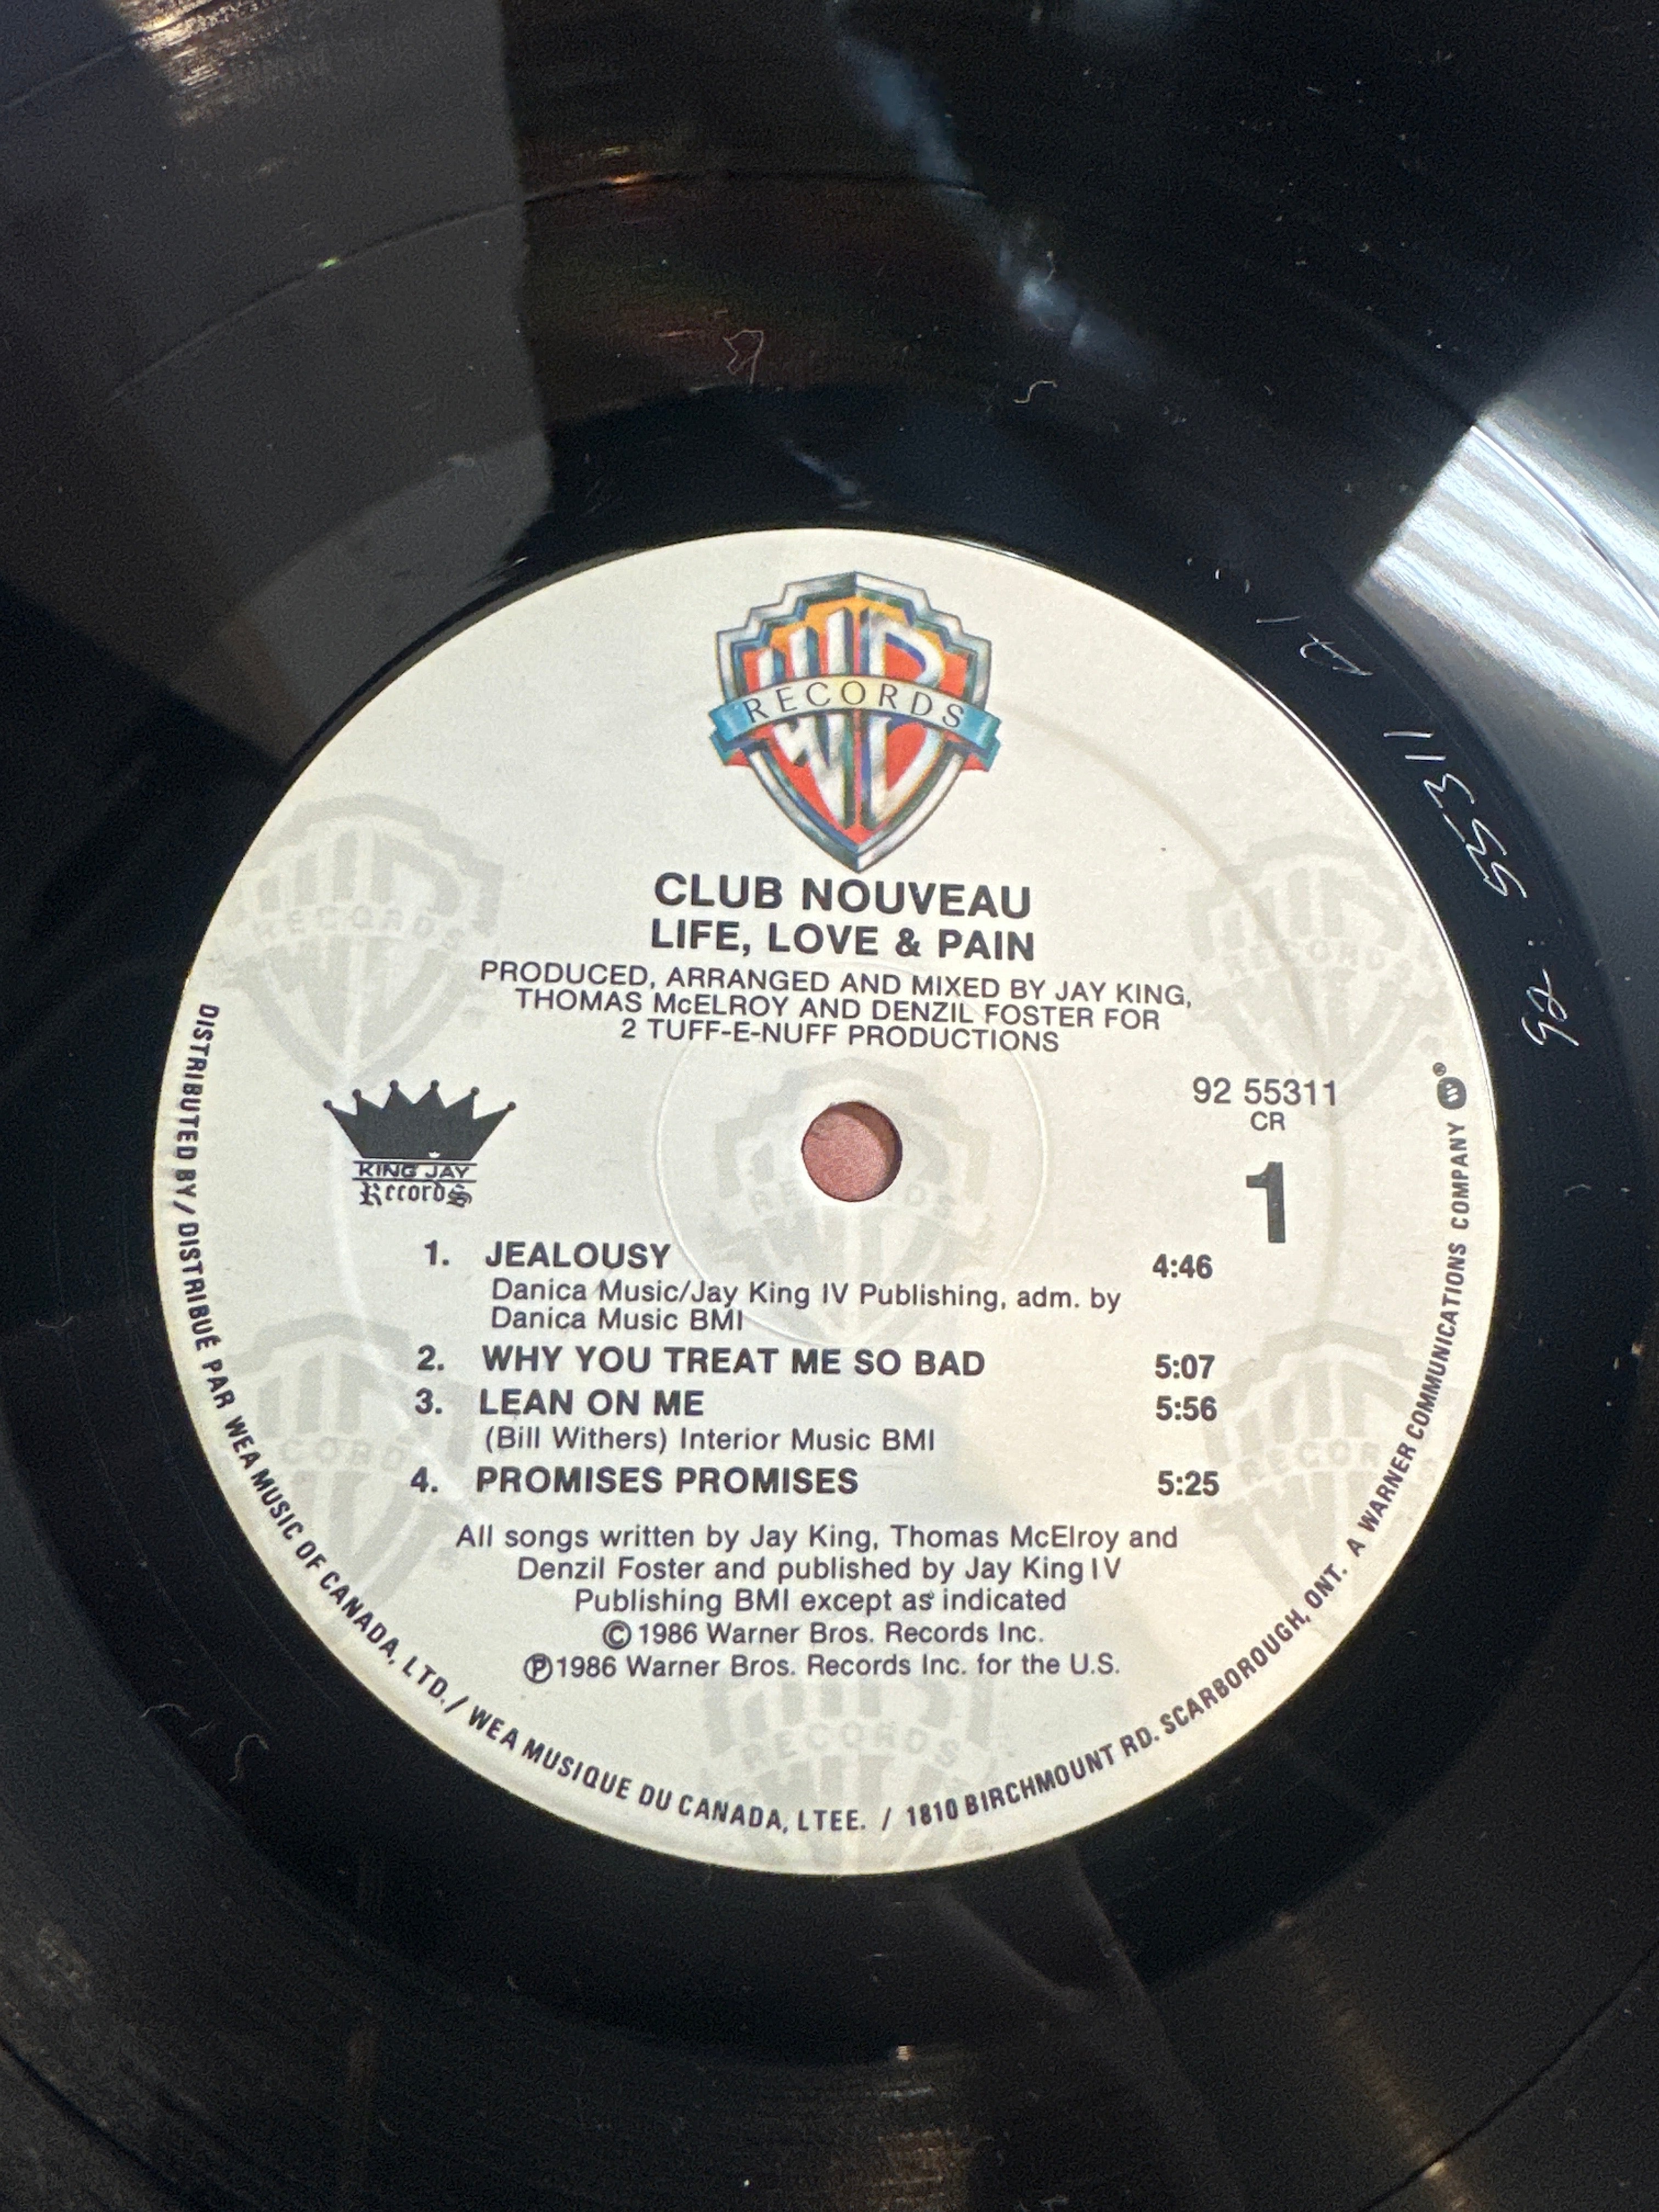 RECORDS
CLUB NOUVEAU
LIFE, LOVE & PAIN
PRODUCED, ARRANGED AND MIXED BY JAY KING,
THOMAS McELROY AND DENZIL FOSTER FOR
2 TUFF-E-NUFF PRODUCTIONS
KING JAY
Records
92 55311
CR
1
1. JEALOUSY 4:46
Danica Music/Jay King IV Publishing, adm. by
Danica Music BMI
2. WHY YOU TREAT ME SO BAD 5:07
3. LEAN ON ME 5:56
(Bill Withers) Interior Music BMI
4. PROMISES PROMISES 5:25
All songs written by Jay King, Thomas McElroy and
Denzil Foster and published by Jay King IV
Publishing BMI except as indicated
© 1986 Warner Bros. Records Inc.
℗ 1986 Warner Bros. Records Inc. for the U.S.
DISTRIBUTED BY / DISTRIBUÉ PAR WEA MUSIC OF CANADA, LTD. / WEA MUSIQUE DU CANADA, LTEE. / 1810 BIRCHMOUNT RD. SCARBOROUGH, ONT. A WARNER COMMUNICATIONS COMPANY ®
92 55311